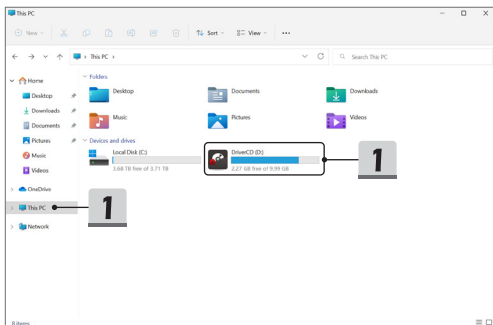 This PC
New
Sort
View
This PC
Search This PC
Home
Desktop
Downloads
Documents
Pictures
Music
Videos
OneDrive
This PC
Network
Folders
Desktop
Documents
Downloads
Music
Pictures
Videos
Devices and drives
Local Disk (C:)
3.68 TB free of 3.71 TB
DriverCD (D:)
2.27 GB free of 9.99 GB
1
1
8 items